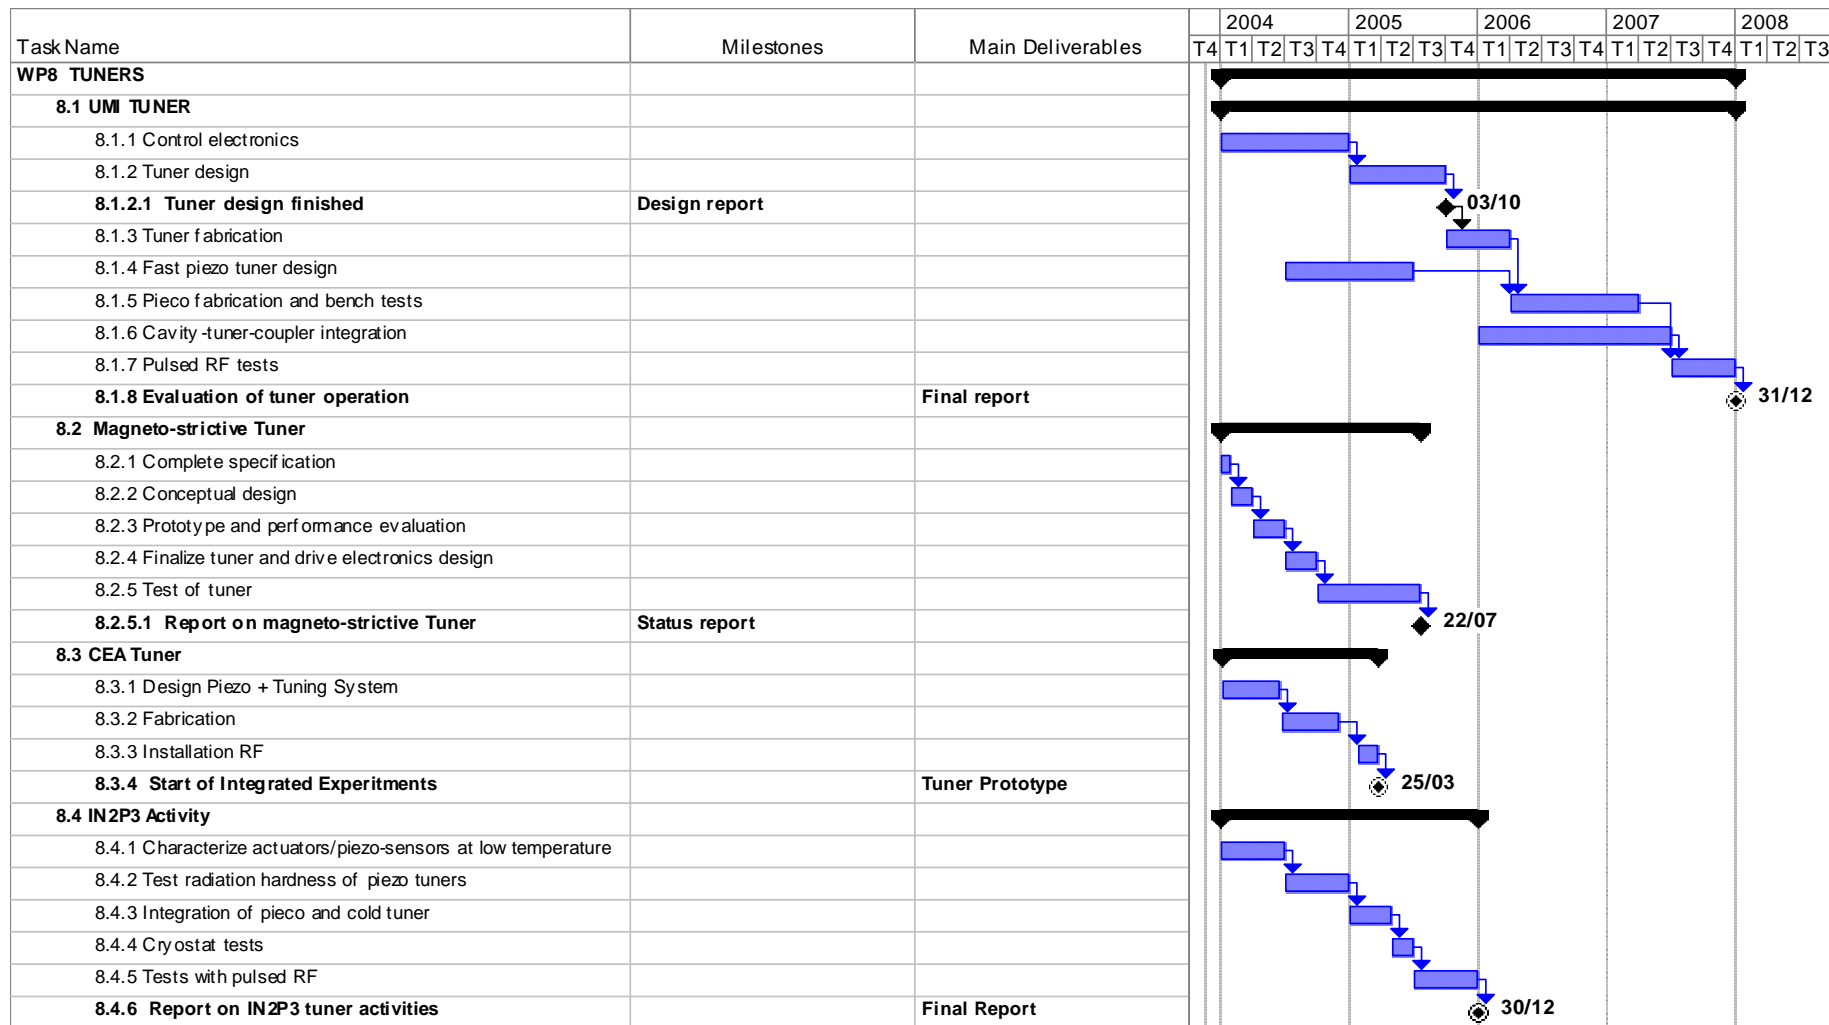 2004 2005 2006 2007 2008
Task Name Milestones Main Deliverables T4 T1 T2 T3 T4 T1 T2 T3 T4 T1 T2 T3 T4 T1 T2 T3 T4 T1 T2 T3
WP8 TUNERS
8.1 UMI TUNER
8.1.1 Control electronics
8.1.2 Tuner design
8.1.2.1 Tuner design finished Design report 03/10
8.1.3 Tuner fabrication
8.1.4 Fast piezo tuner design
8.1.5 Pieco fabrication and bench tests
8.1.6 Cavity-tuner-coupler integration
8.1.7 Pulsed RF tests
8.1.8 Evaluation of tuner operation Final report 31/12
8.2 Magneto-strictive Tuner
8.2.1 Complete specification
8.2.2 Conceptual design
8.2.3 Prototype and performance evaluation
8.2.4 Finalize tuner and drive electronics design
8.2.5 Test of tuner
8.2.5.1 Report on magneto-strictive Tuner Status report 22/07
8.3 CEA Tuner
8.3.1 Design Piezo + Tuning System
8.3.2 Fabrication
8.3.3 Installation RF
8.3.4 Start of Integrated Experitments Tuner Prototype 25/03
8.4 IN2P3 Activity
8.4.1 Characterize actuators/piezo-sensors at low temperature
8.4.2 Test radiation hardness of piezo tuners
8.4.3 Integration of pieco and cold tuner
8.4.4 Cryostat tests
8.4.5 Tests with pulsed RF
8.4.6 Report on IN2P3 tuner activities Final Report 30/12